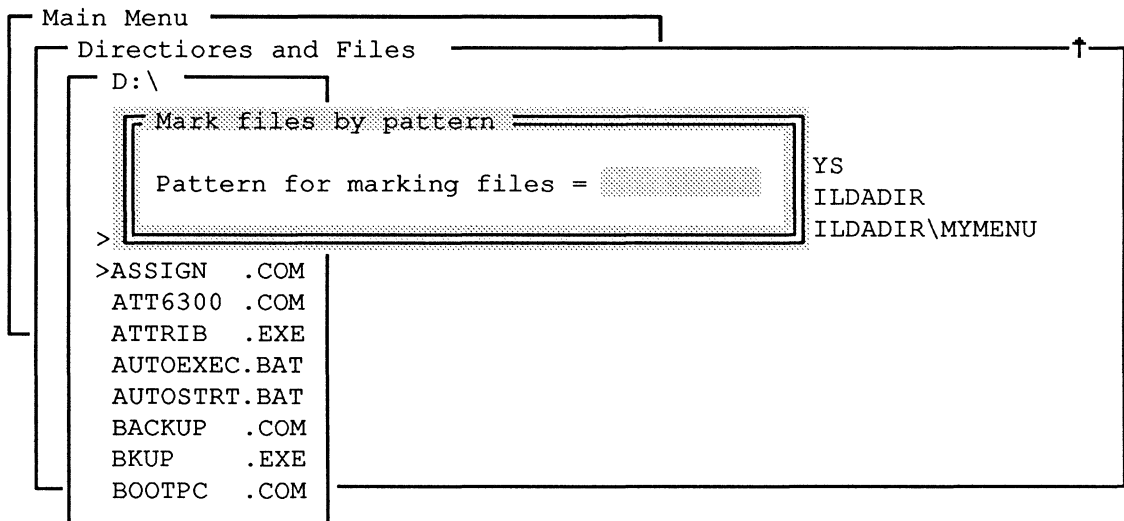 Main Menu
Directiores and Files
D:\
Mark files by pattern
Pattern for marking files =
YS
ILDADIR
ILDADIR\MYMENU
>
>ASSIGN  .COM
ATT6300 .COM
ATTRIB  .EXE
AUTOEXEC.BAT
AUTOSTRT.BAT
BACKUP  .COM
BKUP    .EXE
BOOTPC  .COM